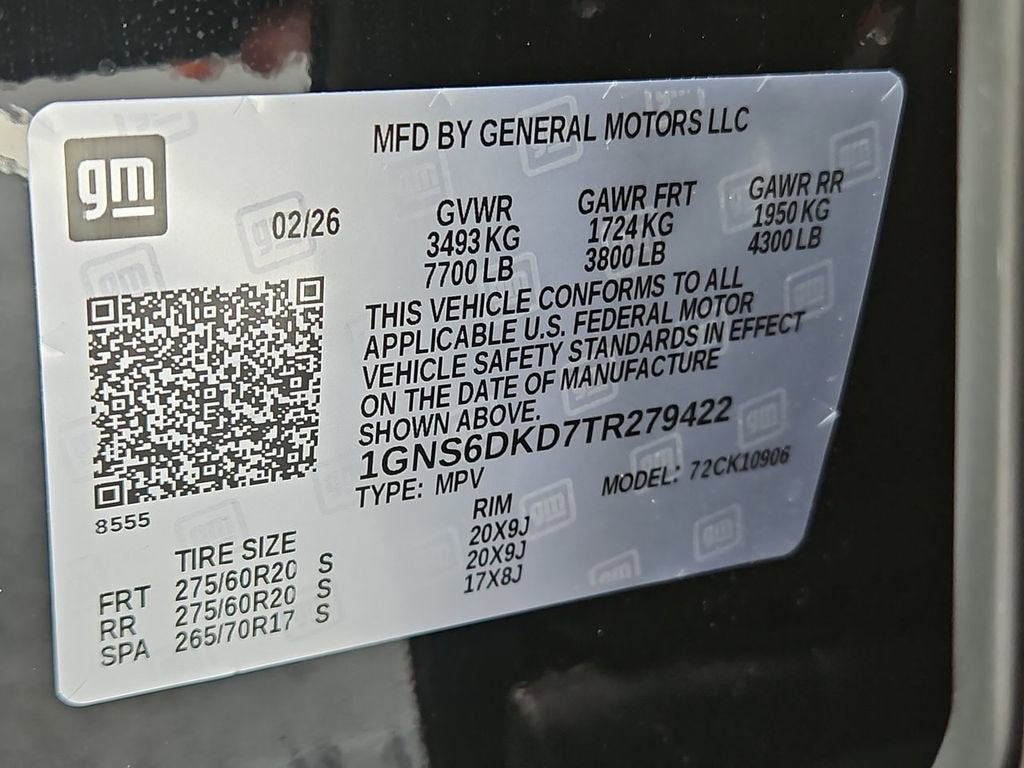 gm
MFD BY GENERAL MOTORS LLC
02/26
GVWR GAWR FRT GAWR RR
3493 KG 1724 KG 1950 KG
7700 LB 3800 LB 4300 LB
THIS VEHICLE CONFORMS TO ALL
APPLICABLE U.S. FEDERAL MOTOR
VEHICLE SAFETY STANDARDS IN EFFECT
ON THE DATE OF MANUFACTURE
SHOWN ABOVE.
1GNS6DKD7TR279422
TYPE: MPV MODEL: 72CK10906
8555
TIRE SIZE RIM
FRT 275/60R20 S 20X9J
RR 275/60R20 S 20X9J
SPA 265/70R17 S 17X8J